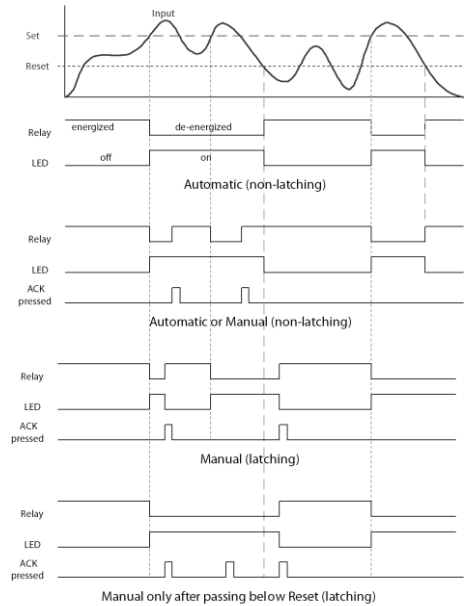 Input
Set
Reset
Relay energized de-energized
LED off on
Automatic (non-latching)
Relay
LED
ACK
pressed
Automatic or Manual (non-latching)
Relay
LED
ACK
pressed
Manual (latching)
Relay
LED
ACK
pressed
Manual only after passing below Reset (latching)